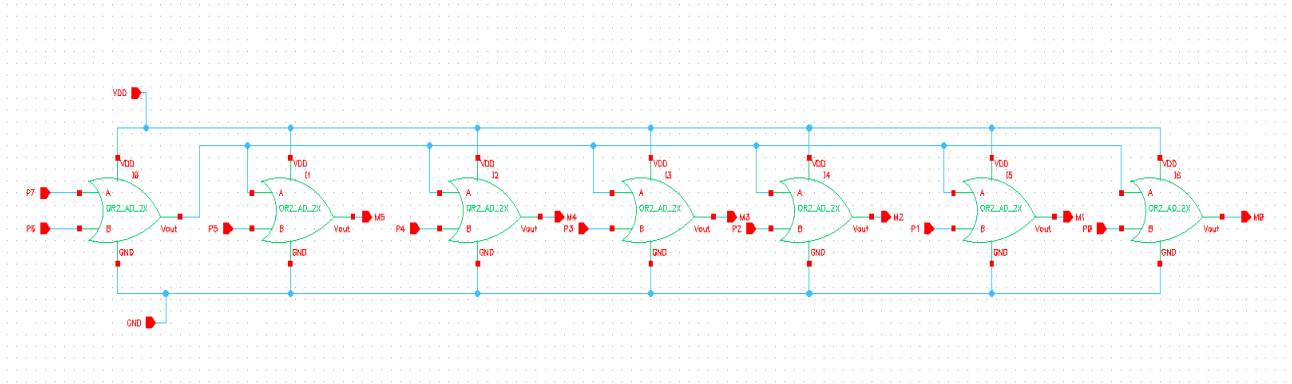 VDD
VDD VDD VDD VDD VDD VDD VDD
I0 I1 I2 I3 I4 I5 I6
P7 A A A A A A A
OR2_AD_2X OR2_AD_2X OR2_AD_2X OR2_AD_2X OR2_AD_2X OR2_AD_2X OR2_AD_2X
M5 M4 M3 M2 M1 M0
P6 B Vout P5 B Vout P4 B Vout P3 B Vout P2 B Vout P1 B Vout P0 B Vout
GND GND GND GND GND GND GND
GND